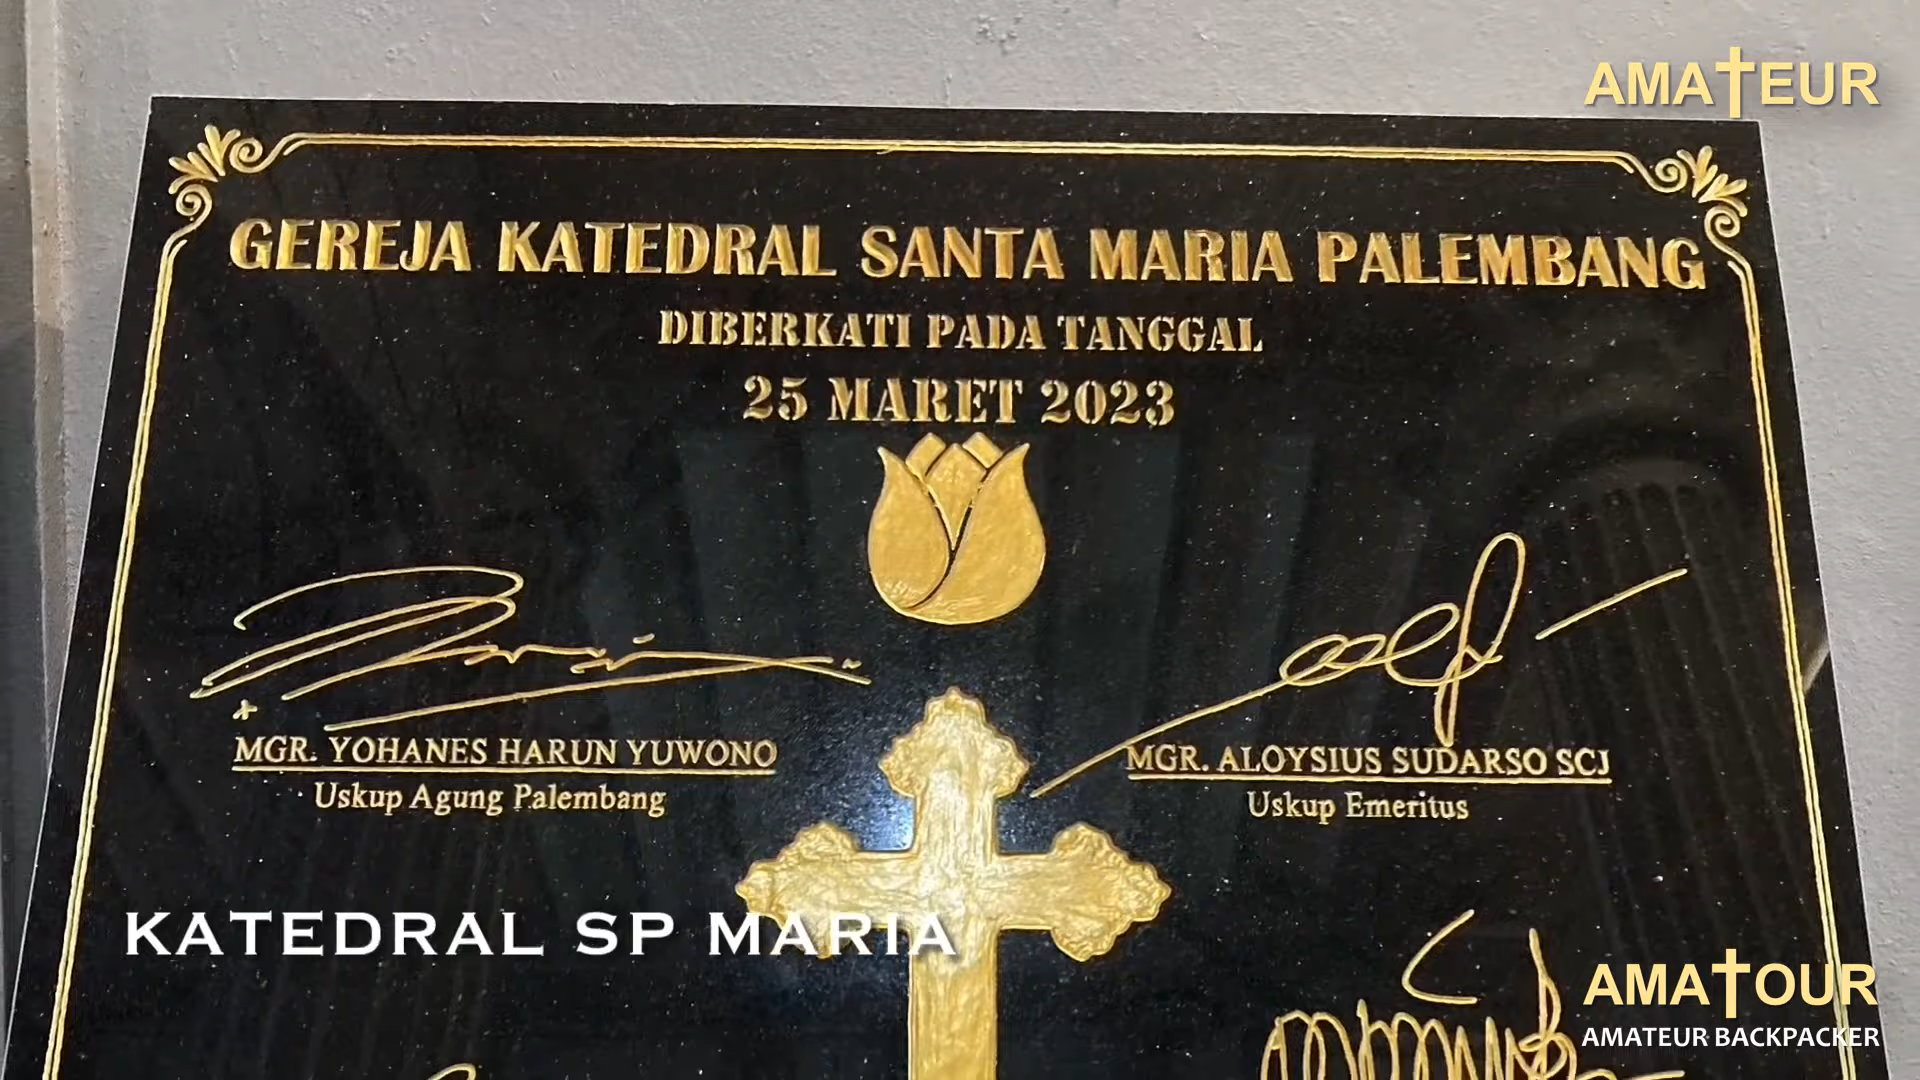 AMATEUR
GEREJA KATEDRAL SANTA MARIA PALEMBANG
DIBERKATI PADA TANGGAL
25 MARET 2023
MGR. YOHANES HARUN YUWONO
Uskup Agung Palembang
MGR. ALOYSIUS SUDARSO SCJ
Uskup Emeritus
KATEDRAL SP MARIA
AMATOUR
AMATEUR BACKPACKER